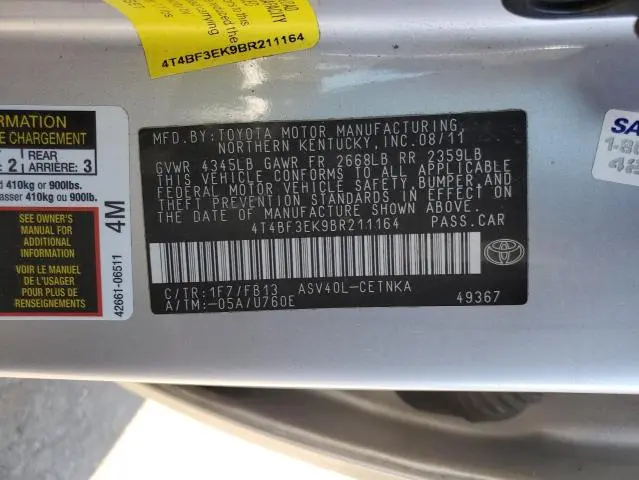 4T4BF3EK9BR211164
MFD.BY:TOYOTA MOTOR MANUFACTURING,
NORTHERN KENTUCKY,INC.08/11
GVWR 4345LB GAWR FR 2668LB RR 2359LB
THIS VEHICLE CONFORMS TO ALL APPLICABLE
FEDERAL MOTOR VEHICLE SAFETY, BUMPER,AND
THEFT PREVENTION STANDARDS IN EFFECT ON
THE DATE OF MANUFACTURE SHOWN ABOVE.
4T4BF3EK9BR211164 PASS.CAR
C/TR:1F7/FB13 ASV40L-CETNKA
A/TM:-05A/U760E 49367
TOYOTA
ORMATION
CHARGEMENT
2 REAR ARRIÈRE: 3
410kg or 900lbs.
passer 410kg ou 900lb.
SEE OWNER'S
MANUAL FOR
ADDITIONAL
INFORMATION
VOIR LE MANUEL
DE
POUR PLUS DE
RENSEIGNEMENTS
4M
42661-06511